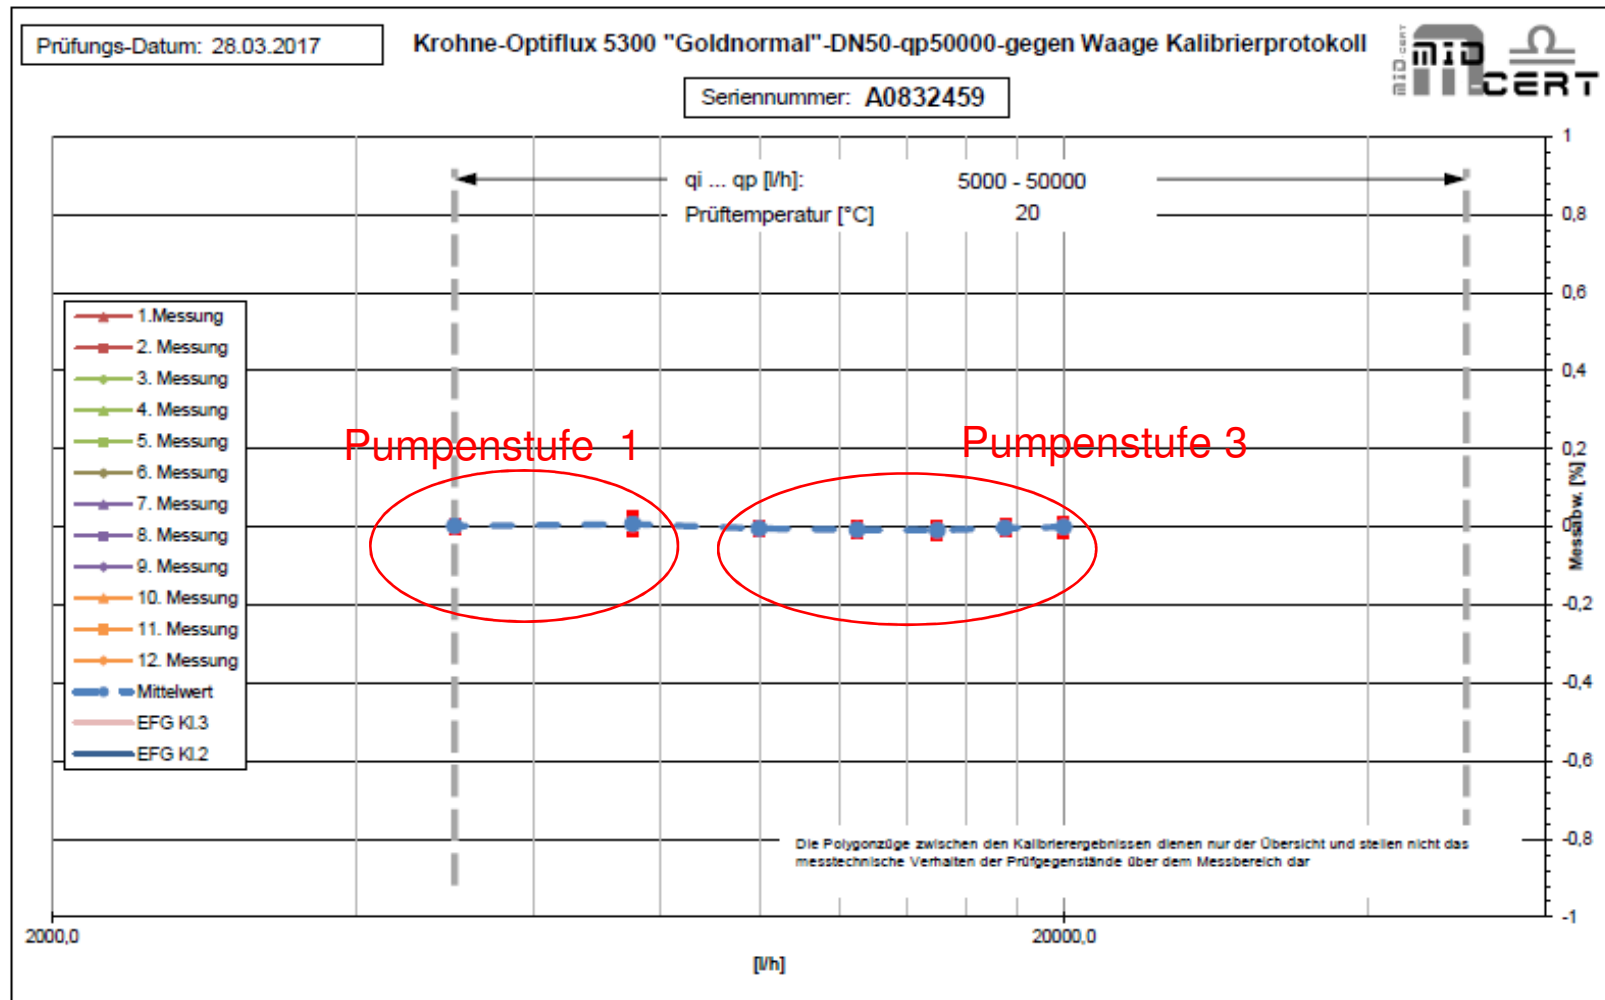 Prüfungs-Datum: 28.03.2017
Krohne-Optiflux 5300 "Goldnormal"-DN50-qp50000-gegen Waage Kalibrierprotokoll
MID-CERT
MID
CERT
Seriennummer: A0832459
qi ... qp [l/h]: 5000 - 50000
Prüftemperatur [°C] 20
1.Messung
2. Messung
3. Messung
4. Messung
5. Messung
6. Messung
7. Messung
8. Messung
9. Messung
10. Messung
11. Messung
12. Messung
Mittelwert
EFG Kl.3
EFG Kl.2
Pumpenstufe 1
Pumpenstufe 3
1
0,8
0,6
0,4
0,2
0,0
-0,2
-0,4
-0,6
-0,8
-1
Messabw. [%]
Die Polygonzüge zwischen den Kalibrierergebnissen dienen nur der Übersicht und stellen nicht das
messtechnische Verhalten der Prüfgegenstände über dem Messbereich dar
2000,0
20000,0
[l/h]